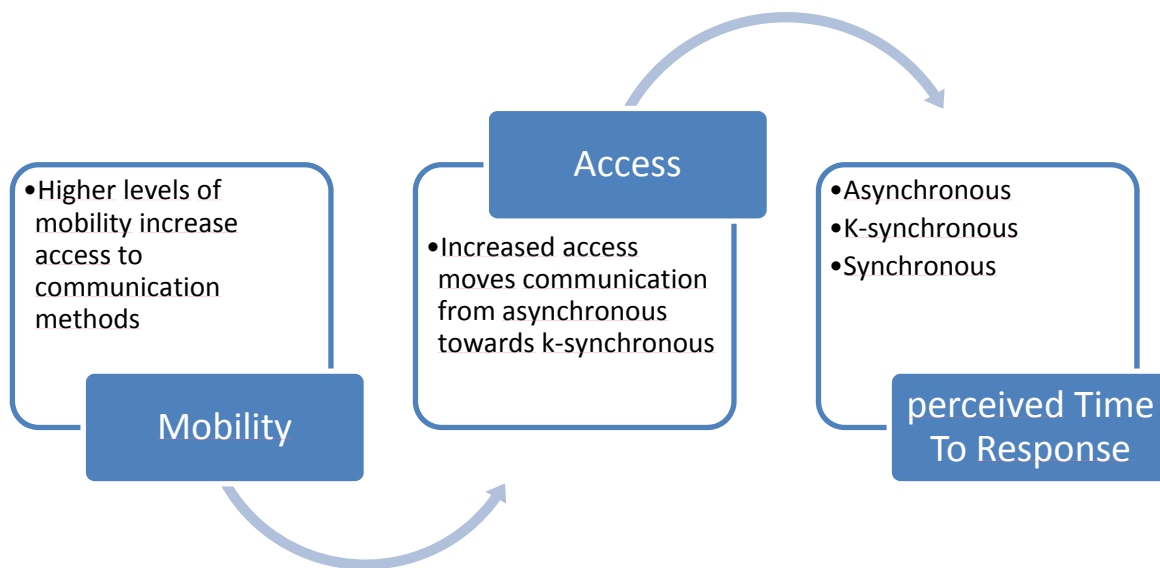 •Higher levels of
mobility increase
access to
communication
methods
Mobility
Access
•Increased access
moves communication
from asynchronous
towards k-synchronous
•Asynchronous
•K-synchronous
•Synchronous
perceived Time
To Response